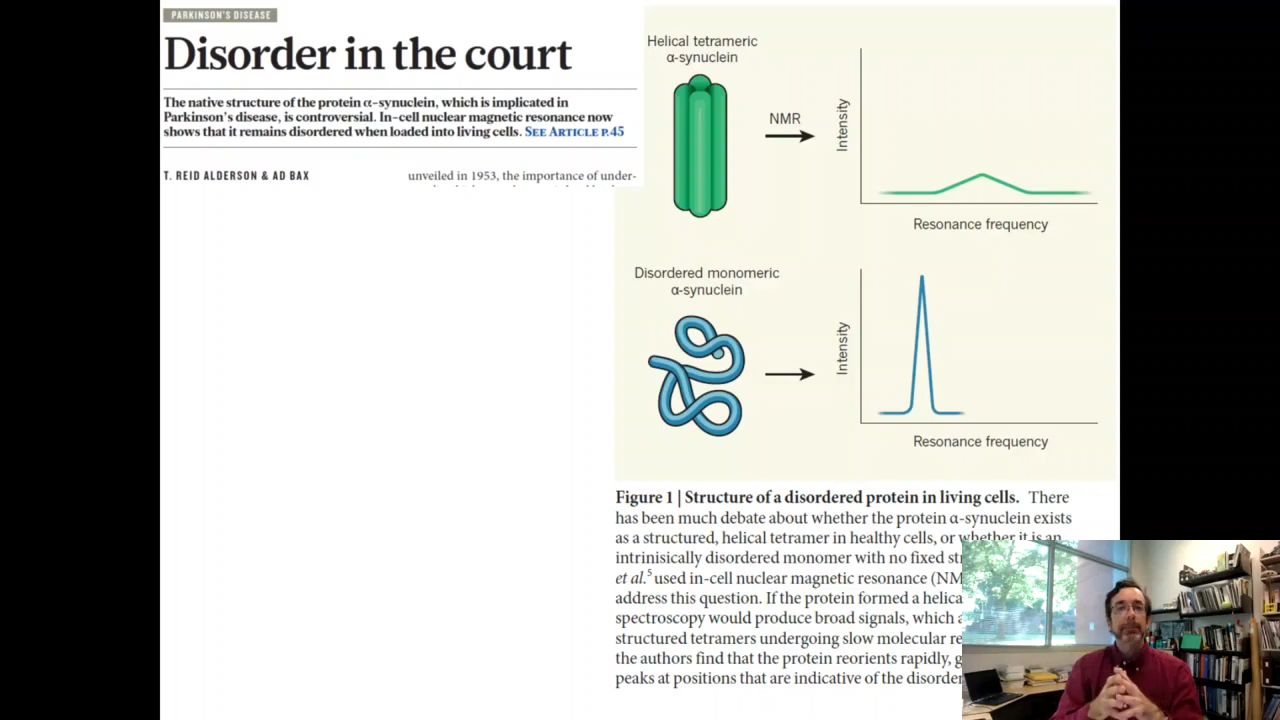 PARKINSON'S DISEASE
Disorder in the court
The native structure of the protein α-synuclein, which is implicated in
Parkinson's disease, is controversial. In-cell nuclear magnetic resonance now
shows that it remains disordered when loaded into living cells. SEE ARTICLE P.45
T. REID ALDERSON & AD BAX
unveiled in 1953, the importance of under-
Helical tetrameric
α-synuclein
NMR
Intensity
Resonance frequency
Disordered monomeric
α-synuclein
Intensity
Resonance frequency
Figure 1 | Structure of a disordered protein in living cells. There
has been much debate about whether the protein α-synuclein exists
as a structured, helical tetramer in healthy cells, or whether it is an
intrinisically disordered monomer with no fixed
et al.5 used in-cell nuclear magnetic resonance
address this question. If the protein formed a
spectroscopy would produce broad signals, which
structured tetramers undergoing slow molecular
the authors find that the protein reorients rapidly,
peaks at positions that are indicative of the